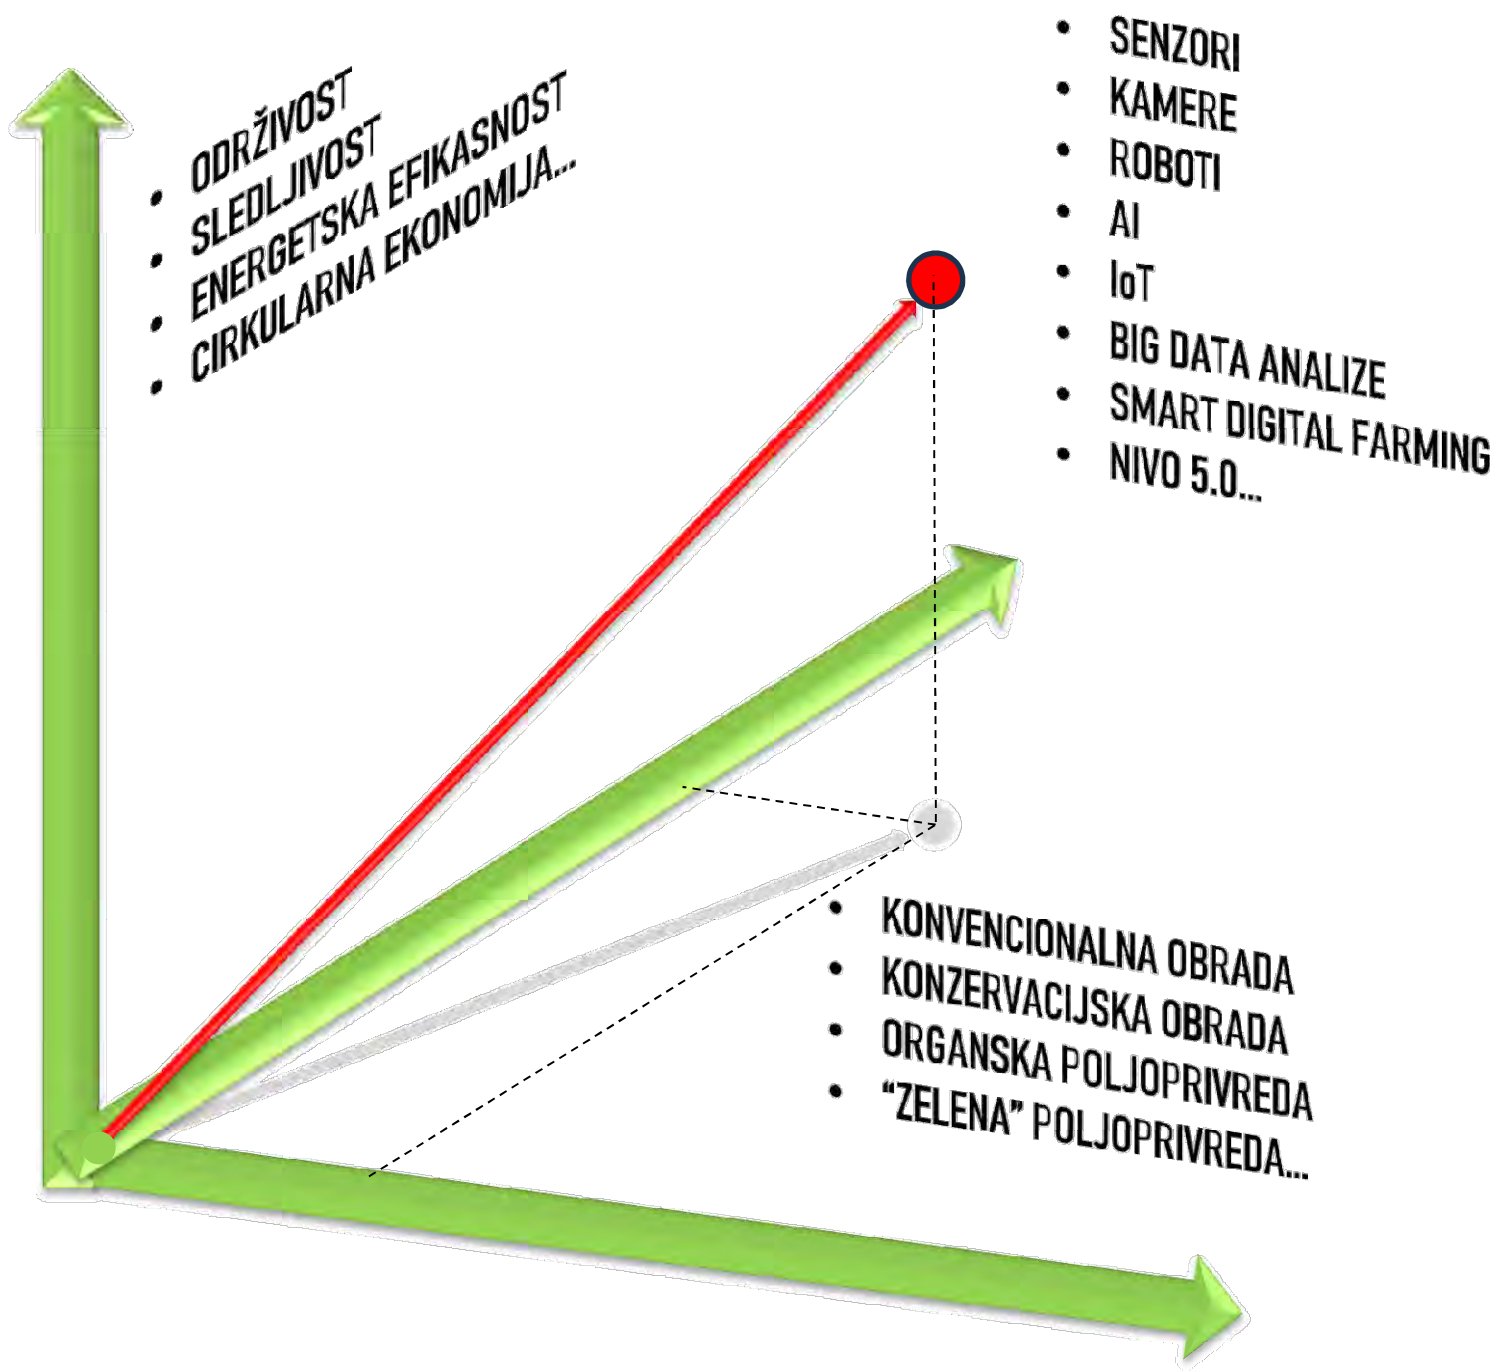 • ODRŽIVOST
• SLEDLJIVOST
• ENERGETSKA EFIKASNOST
• CIRKULARNA EKONOMIJA...
• SENZORI
• KAMERE
• ROBOTI
• AI
• IoT
• BIG DATA ANALIZE
• SMART DIGITAL FARMING
• NIVO 5.0...
• KONVENCIONALNA OBRADA
• KONZERVACIJSKA OBRADA
• ORGANSKA POLJOPRIVREDA
• “ZELENA” POLJOPRIVREDA...